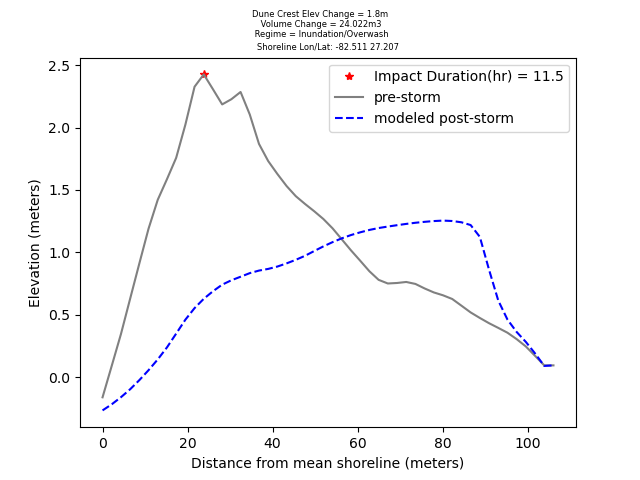 Dune Crest Elev Change = 1.8m
Volume Change = 24.022m3
Regime = Inundation/Overwash
Shoreline Lon/Lat: -82.511 27.207
Impact Duration(hr) = 11.5
pre-storm
modeled post-storm
Elevation (meters)
2.5
2.0
1.5
1.0
0.5
0.0
0 20 40 60 80 100
Distance from mean shoreline (meters)